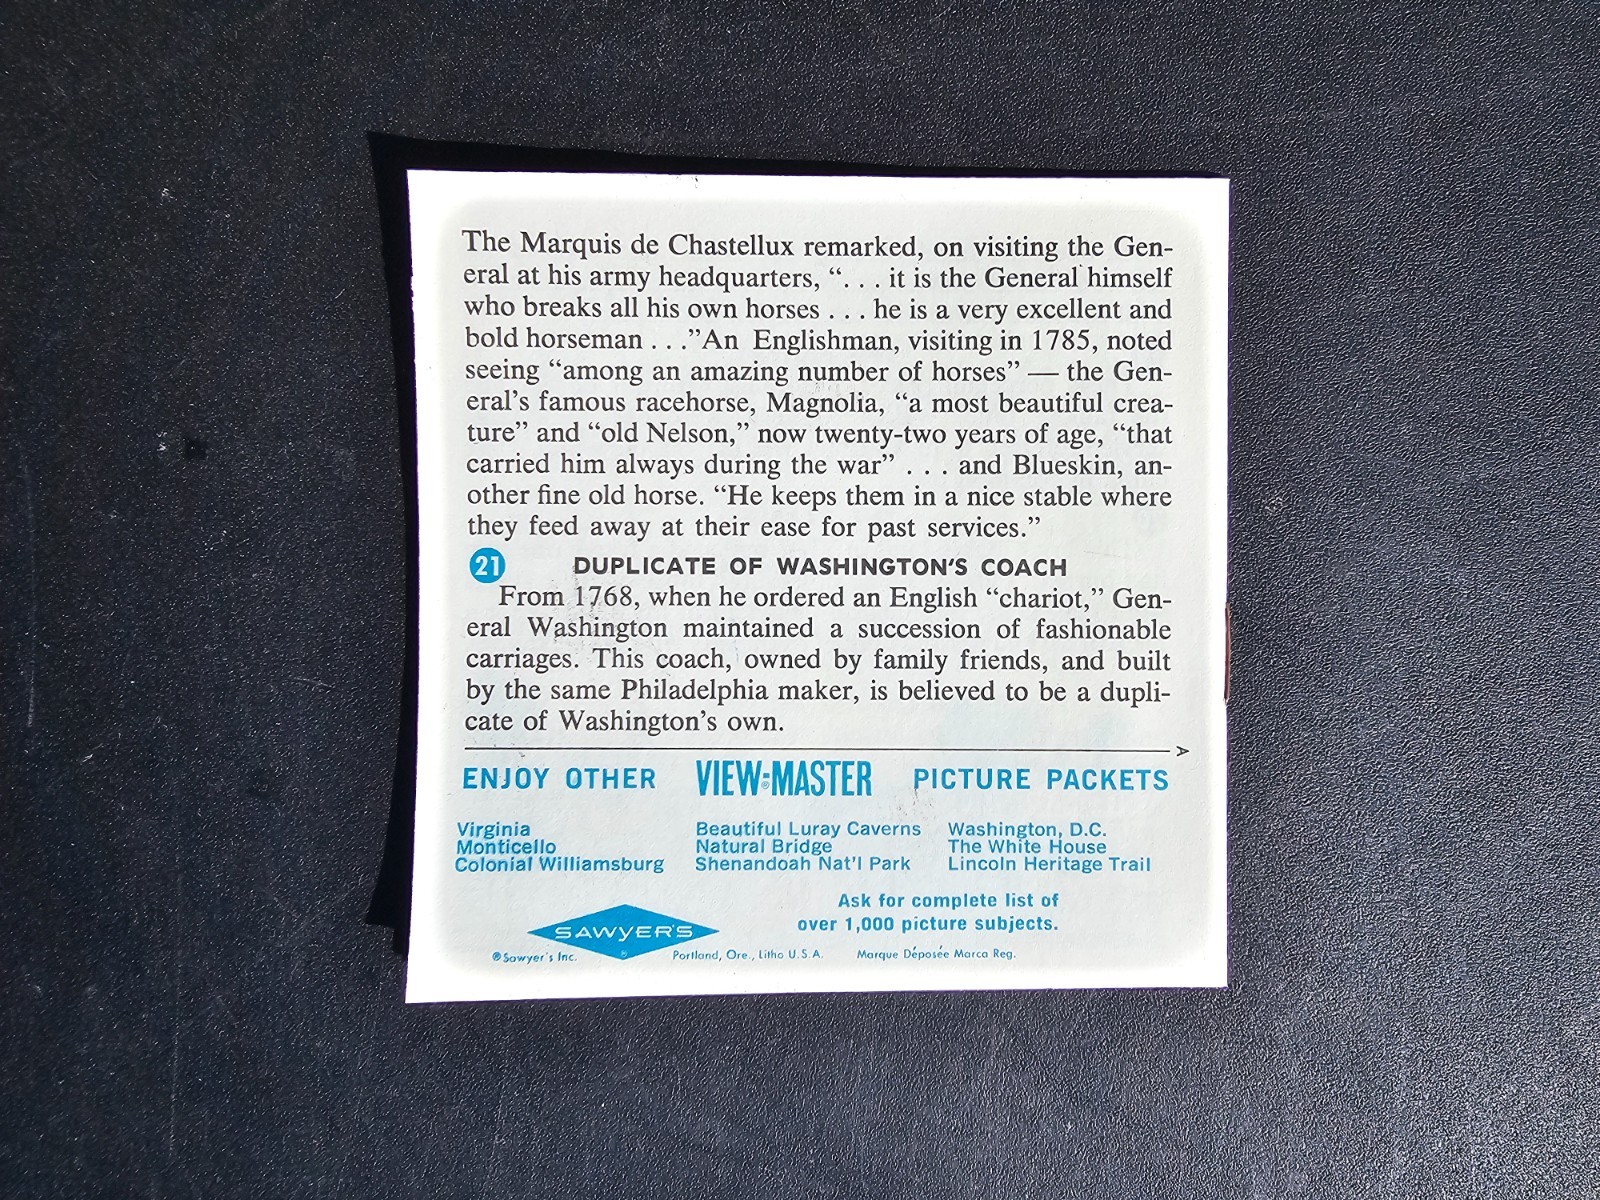 The Marquis de Chastellux remarked, on visiting the Gen-
eral at his army headquarters, “. . . it is the General himself
who breaks all his own horses . . . he is a very excellent and
bold horseman . . .”An Englishman, visiting in 1785, noted
seeing “among an amazing number of horses” — the Gen-
eral’s famous racehorse, Magnolia, “a most beautiful crea-
ture” and “old Nelson,” now twenty-two years of age, “that
carried him always during the war” . . . and Blueskin, an-
other fine old horse. “He keeps them in a nice stable where
they feed away at their ease for past services.”
21 DUPLICATE OF WASHINGTON’S COACH
From 1768, when he ordered an English “chariot,” Gen-
eral Washington maintained a succession of fashionable
carriages. This coach, owned by family friends, and built
by the same Philadelphia maker, is believed to be a dupli-
cate of Washington’s own.
A
ENJOY OTHER VIEW-MASTER ® PICTURE PACKETS
Virginia Beautiful Luray Caverns Washington, D.C.
Monticello Natural Bridge The White House
Colonial Williamsburg Shenandoah Nat'l Park Lincoln Heritage Trail
Ask for complete list of
over 1,000 picture subjects.
SAWYER'S ®
® Sawyer's Inc. Portland, Ore., Litho U.S.A. Marque Déposée Marca Reg.